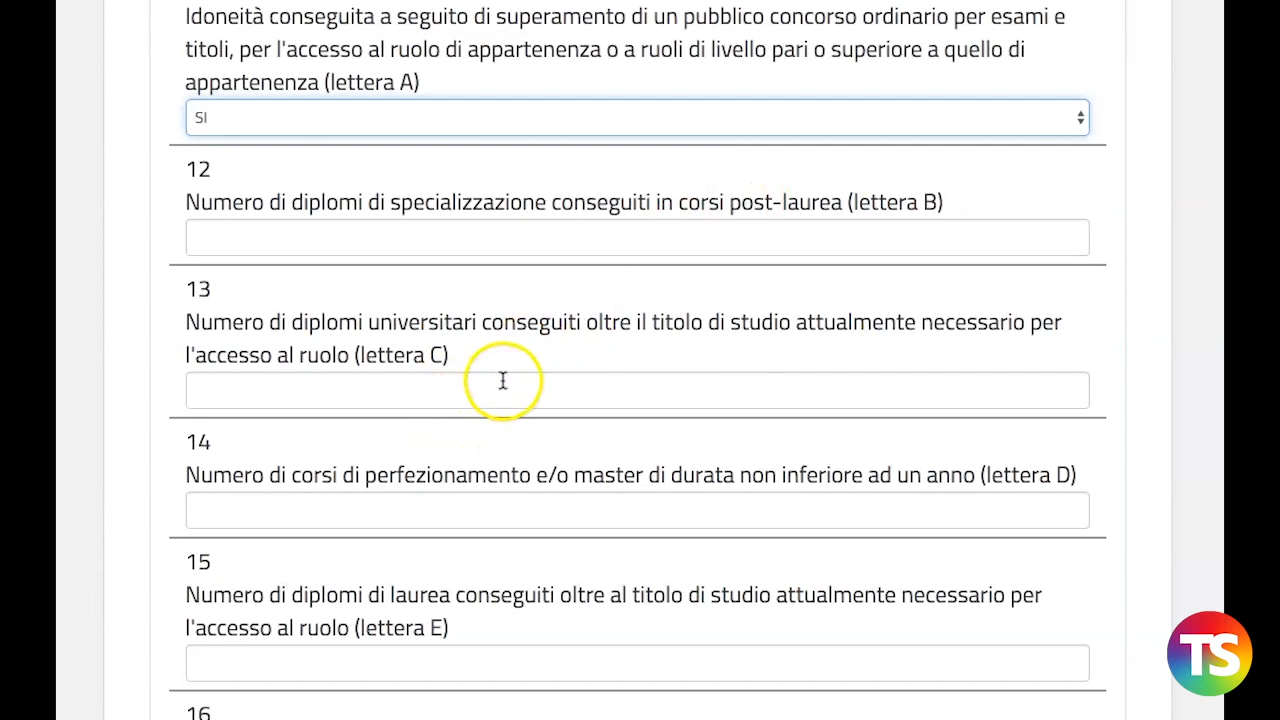 Idoneità conseguita a seguito di superamento di un pubblico concorso ordinario per esami e
titoli, per l'accesso al ruolo di appartenenza o a ruoli di livello pari o superiore a quello di
appartenenza (lettera A)
SI
12
Numero di diplomi di specializzazione conseguiti in corsi post-laurea (lettera B)
13
Numero di diplomi universitari conseguiti oltre il titolo di studio attualmente necessario per
l'accesso al ruolo (lettera C)
14
Numero di corsi di perfezionamento e/o master di durata non inferiore ad un anno (lettera D)
15
Numero di diplomi di laurea conseguiti oltre al titolo di studio attualmente necessario per
l'accesso al ruolo (lettera E)
TS
16